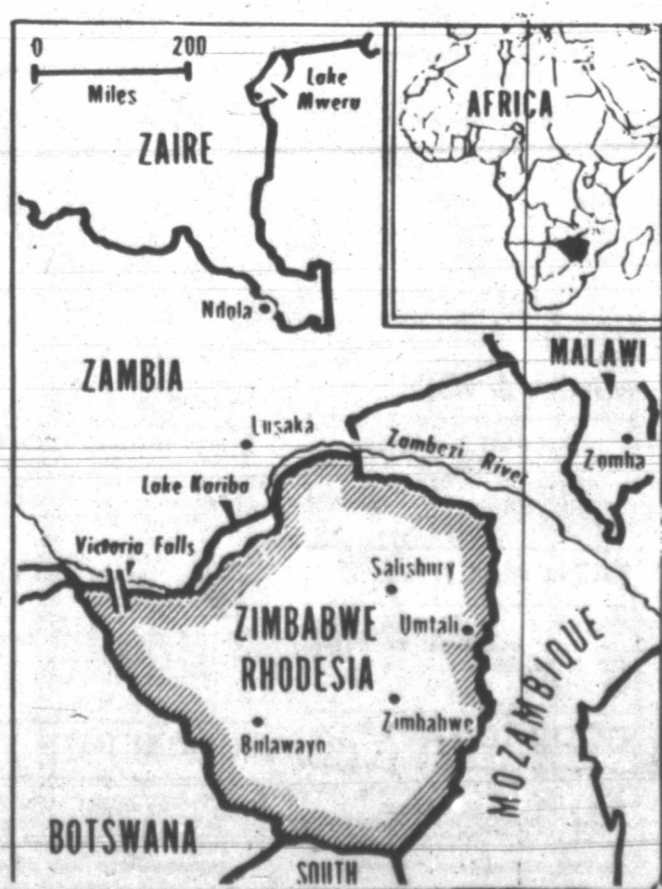 0 200
Miles
Lake
Mweru
AFRICA
ZAIRE
Ndola
MALAWI
ZAMBIA
Lusaka
Zambezi River
Zomba
Lake Kariba
Victoria Falls
Salisbury
ZIMBABWE
RHODESIA
Umtali
Zimbabwe
Bulawayo
MOZAMBIQUE
BOTSWANA
SOUTH